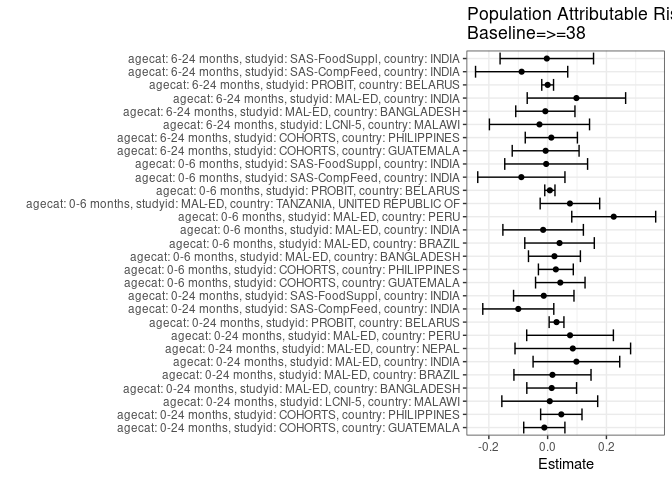 Population Attributable Ris
Baseline=>=38
agecat: 6-24 months, studyid: SAS-FoodSuppl, country: INDIA
agecat: 6-24 months, studyid: SAS-CompFeed, country: INDIA
agecat: 6-24 months, studyid: PROBIT, country: BELARUS
agecat: 6-24 months, studyid: MAL-ED, country: INDIA
agecat: 6-24 months, studyid: MAL-ED, country: BANGLADESH
agecat: 6-24 months, studyid: LCNI-5, country: MALAWI
agecat: 6-24 months, studyid: COHORTS, country: PHILIPPINES
agecat: 6-24 months, studyid: COHORTS, country: GUATEMALA
agecat: 0-6 months, studyid: SAS-FoodSuppl, country: INDIA
agecat: 0-6 months, studyid: SAS-CompFeed, country: INDIA
agecat: 0-6 months, studyid: PROBIT, country: BELARUS
agecat: 0-6 months, studyid: MAL-ED, country: TANZANIA, UNITED REPUBLIC OF
agecat: 0-6 months, studyid: MAL-ED, country: PERU
agecat: 0-6 months, studyid: MAL-ED, country: INDIA
agecat: 0-6 months, studyid: MAL-ED, country: BRAZIL
agecat: 0-6 months, studyid: MAL-ED, country: BANGLADESH
agecat: 0-6 months, studyid: COHORTS, country: PHILIPPINES
agecat: 0-6 months, studyid: COHORTS, country: GUATEMALA
agecat: 0-24 months, studyid: SAS-FoodSuppl, country: INDIA
agecat: 0-24 months, studyid: SAS-CompFeed, country: INDIA
agecat: 0-24 months, studyid: PROBIT, country: BELARUS
agecat: 0-24 months, studyid: MAL-ED, country: PERU
agecat: 0-24 months, studyid: MAL-ED, country: NEPAL
agecat: 0-24 months, studyid: MAL-ED, country: INDIA
agecat: 0-24 months, studyid: MAL-ED, country: BRAZIL
agecat: 0-24 months, studyid: MAL-ED, country: BANGLADESH
agecat: 0-24 months, studyid: LCNI-5, country: MALAWI
agecat: 0-24 months, studyid: COHORTS, country: PHILIPPINES
agecat: 0-24 months, studyid: COHORTS, country: GUATEMALA
-0.2 0.0 0.2
Estimate